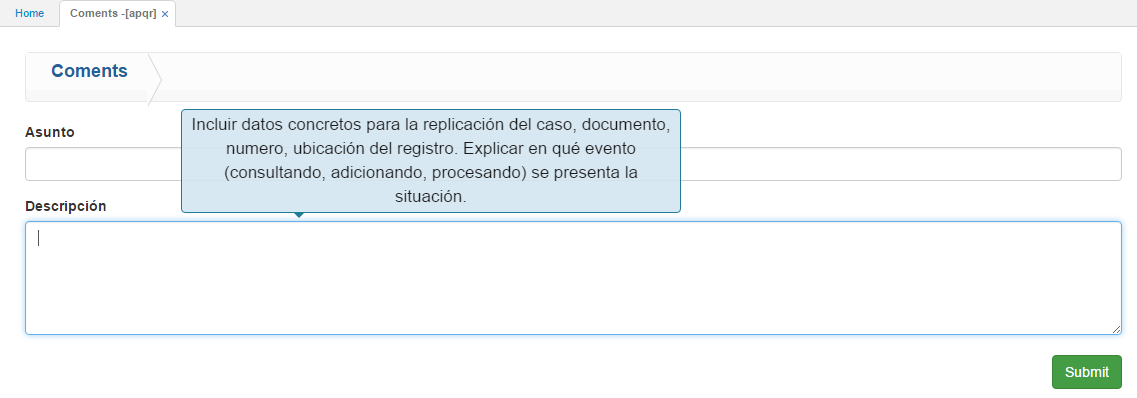 Home
Coments -[apqr] ×
Coments
Asunto
Incluir datos concretos para la replicación del caso, documento,
numero, ubicación del registro. Explicar en qué evento
(consultando, adicionando, procesando) se presenta la
situación.
Descripción
Submit